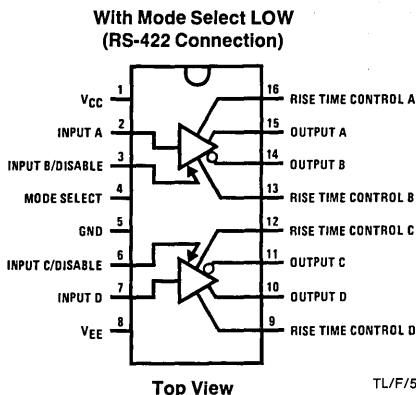 With Mode Select LOW
(RS-422 Connection)
1
VCC
16
RISE TIME CONTROL A
2
INPUT A
15
OUTPUT A
3
INPUT B/DISABLE
14
OUTPUT B
4
MODE SELECT
13
RISE TIME CONTROL B
5
GND
12
RISE TIME CONTROL C
6
INPUT C/DISABLE
11
OUTPUT C
7
INPUT D
10
OUTPUT D
8
VEE
9
RISE TIME CONTROL D
Top View
TL/F/5